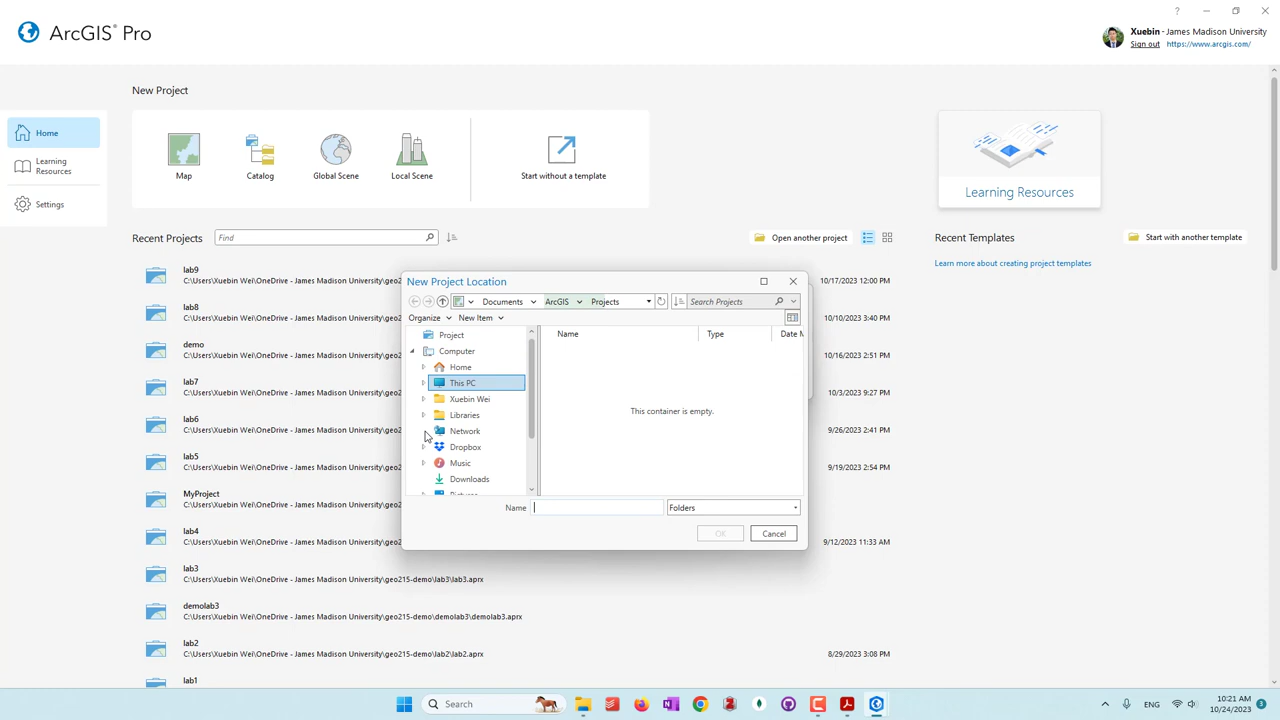 ArcGIS® Pro
Xuebin - James Madison University
Sign out https://www.arcgis.com/
Home
Learning
Resources
Settings
New Project
Map
Catalog
Global Scene
Local Scene
Start without a template
Learning Resources
Recent Projects
Find
Open another project
Recent Templates
Start with another template
Learn more about creating project templates
lab9
C:\Users\Xuebin Wei\OneDrive - James Madison University\geo2
10/17/2023 12:00 PM
lab8
C:\Users\Xuebin Wei\OneDrive - James Madison University\geo2
10/10/2023 3:40 PM
demo
C:\Users\Xuebin Wei\OneDrive - James Madison University\geo2
10/16/2023 2:51 PM
lab7
C:\Users\Xuebin Wei\OneDrive - James Madison University\geo2
10/3/2023 9:27 PM
lab6
C:\Users\Xuebin Wei\OneDrive - James Madison University\geo2
9/26/2023 2:41 PM
lab5
C:\Users\Xuebin Wei\OneDrive - James Madison University\geo2
9/19/2023 2:54 PM
MyProject
C:\Users\Xuebin Wei\OneDrive - James Madison University\geo2
lab4
C:\Users\Xuebin Wei\OneDrive - James Madison University\geo2
9/12/2023 11:33 AM
lab3
C:\Users\Xuebin Wei\OneDrive - James Madison University\geo215-demo\lab3\lab3.aprx
demolab3
C:\Users\Xuebin Wei\OneDrive - James Madison University\geo215-demo\demolab3\demolab3.aprx
lab2
C:\Users\Xuebin Wei\OneDrive - James Madison University\geo215-demo\lab2\lab2.aprx
8/29/2023 3:08 PM
lab1
New Project Location
Documents ArcGIS Projects
Search Projects
Organize New Item
Project
Computer
Home
This PC
Xuebin Wei
Libraries
Network
Dropbox
Music
Downloads
Pictures
Name Type Date M
This container is empty.
Name
Folders
OK
Cancel
Search
ENG
10:21 AM
10/24/2023
3